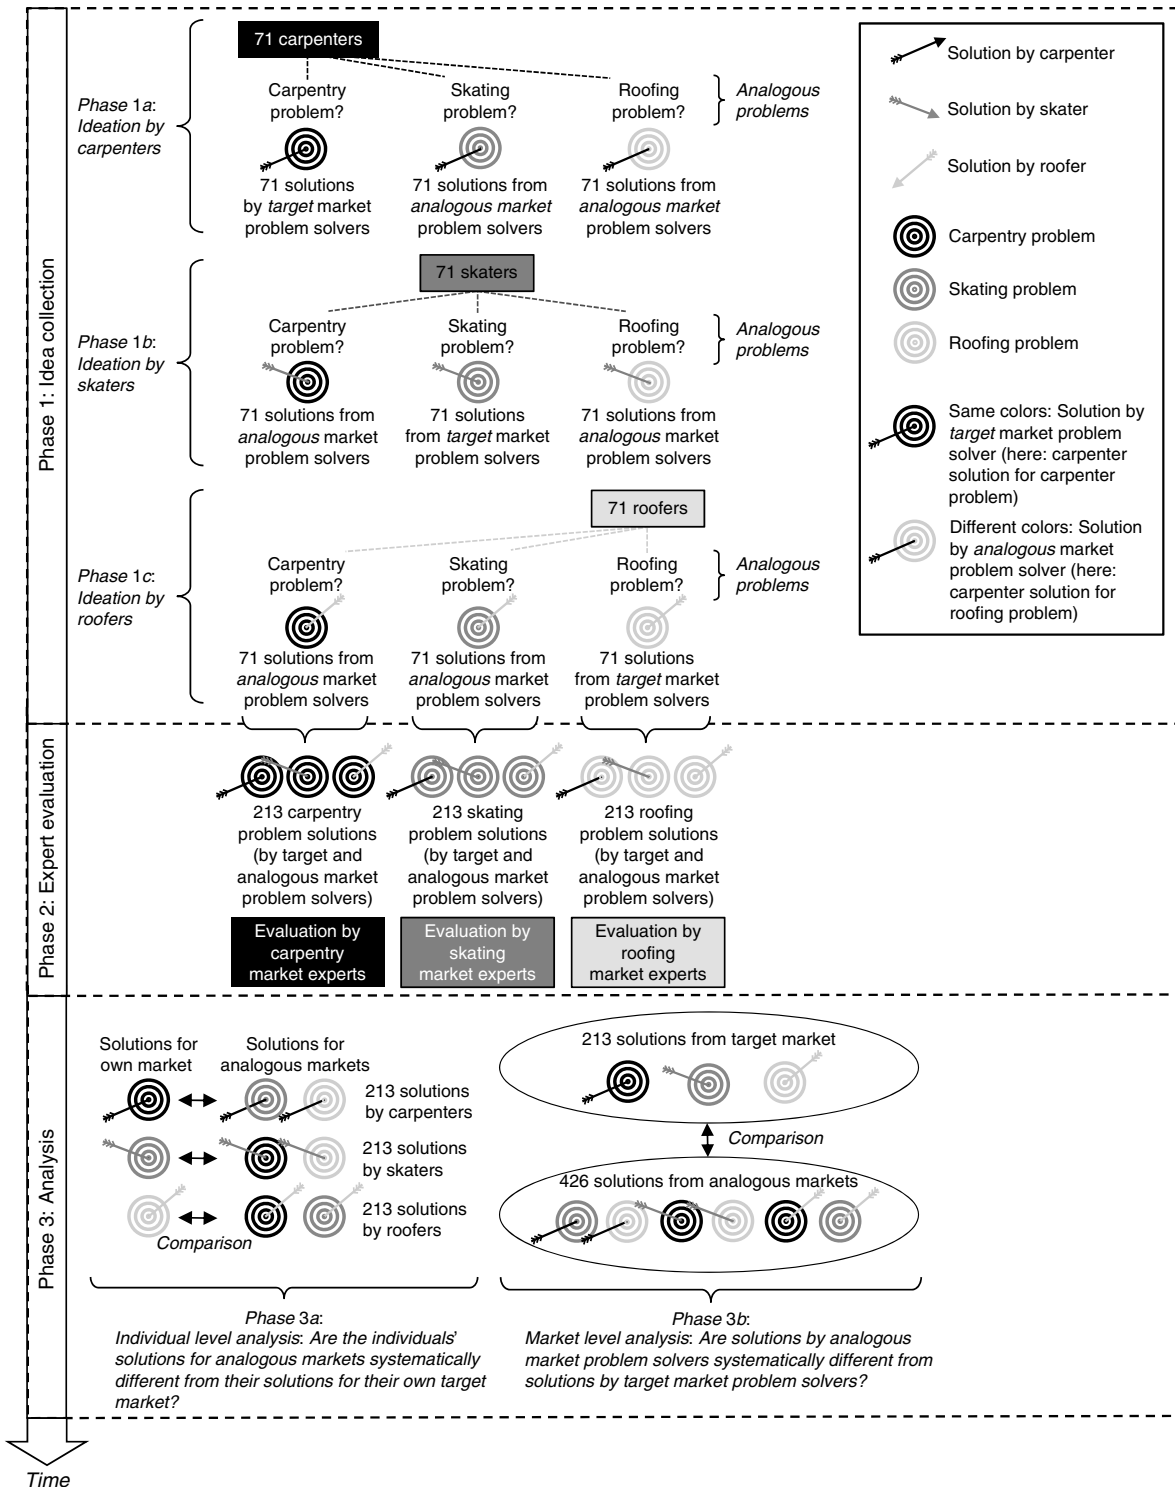 Phase 1: Idea collection
71 carpenters
Phase 1a:
Ideation by
carpenters
Carpentry
problem?
Skating
problem?
Roofing
problem?
Analogous
problems
71 solutions
by target market
problem solvers
71 solutions from
analogous market
problem solvers
71 solutions from
analogous market
problem solvers
71 skaters
Phase 1b:
Ideation by
skaters
Carpentry
problem?
Skating
problem?
Roofing
problem?
Analogous
problems
71 solutions from
analogous market
problem solvers
71 solutions
from target market
problem solvers
71 solutions from
analogous market
problem solvers
71 roofers
Phase 1c:
Ideation by
roofers
Carpentry
problem?
Skating
problem?
Roofing
problem?
Analogous
problems
71 solutions from
analogous market
problem solvers
71 solutions from
analogous market
problem solvers
71 solutions
from target market
problem solvers
Solution by carpenter
Solution by skater
Solution by roofer
Carpentry problem
Skating problem
Roofing problem
Same colors: Solution by
target market problem
solver (here: carpenter
solution for carpenter
problem)
Different colors: Solution
by analogous market
problem solver (here:
carpenter solution for
roofing problem)
Phase 2: Expert evaluation
213 carpentry
problem solutions
(by target and
analogous market
problem solvers)
213 skating
problem solutions
(by target and
analogous market
problem solvers)
213 roofing
problem solutions
(by target and
analogous market
problem solvers)
Evaluation by
carpentry
market experts
Evaluation by
skating
market experts
Evaluation by
roofing
market experts
Phase 3: Analysis
Solutions for
own market
Solutions for
analogous markets
213 solutions
by carpenters
213 solutions
by skaters
213 solutions
by roofers
Comparison
213 solutions from target market
Comparison
426 solutions from analogous markets
Phase 3a:
Individual level analysis: Are the individuals'
solutions for analogous markets systematically
different from their solutions for their own target
market?
Phase 3b:
Market level analysis: Are solutions by analogous
market problem solvers systematically different from
solutions by target market problem solvers?
Time